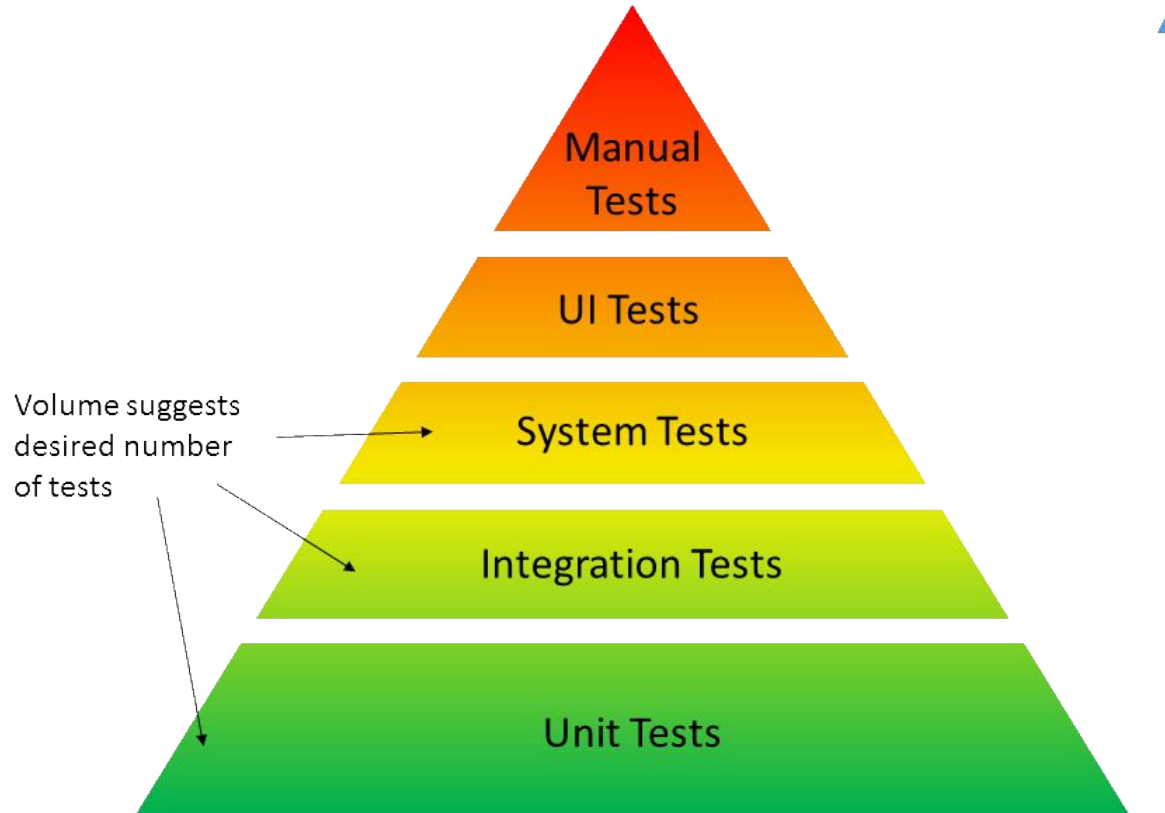 Manual
Tests
UI Tests
Volume suggests
desired number
of tests
System Tests
Integration Tests
Unit Tests